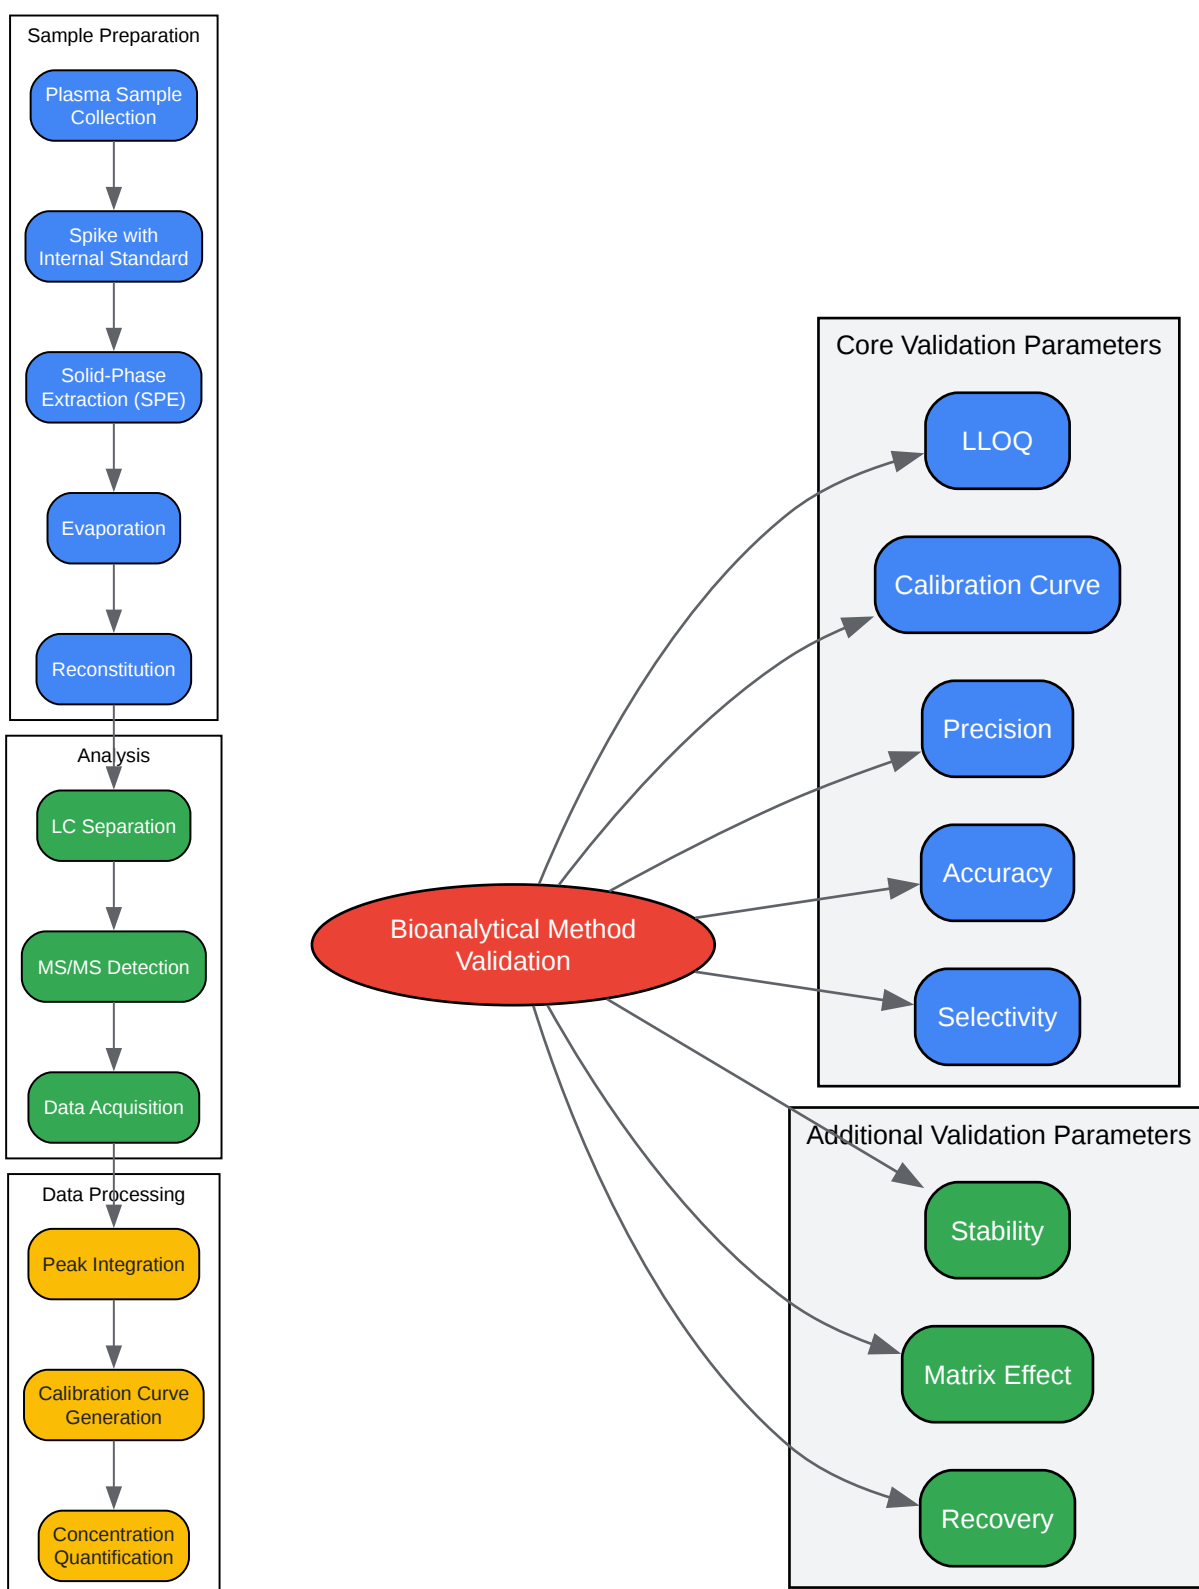 Sample Preparation
Plasma Sample
Collection
Spike with
Internal Standard
Solid-Phase
Extraction (SPE)
Evaporation
Reconstitution
Analysis
LC Separation
MS/MS Detection
Data Acquisition
Data Processing
Peak Integration
Calibration Curve
Generation
Concentration
Quantification
Bioanalytical Method
Validation
Core Validation Parameters
LLOQ
Calibration Curve
Precision
Accuracy
Selectivity
Additional Validation Parameters
Stability
Matrix Effect
Recovery